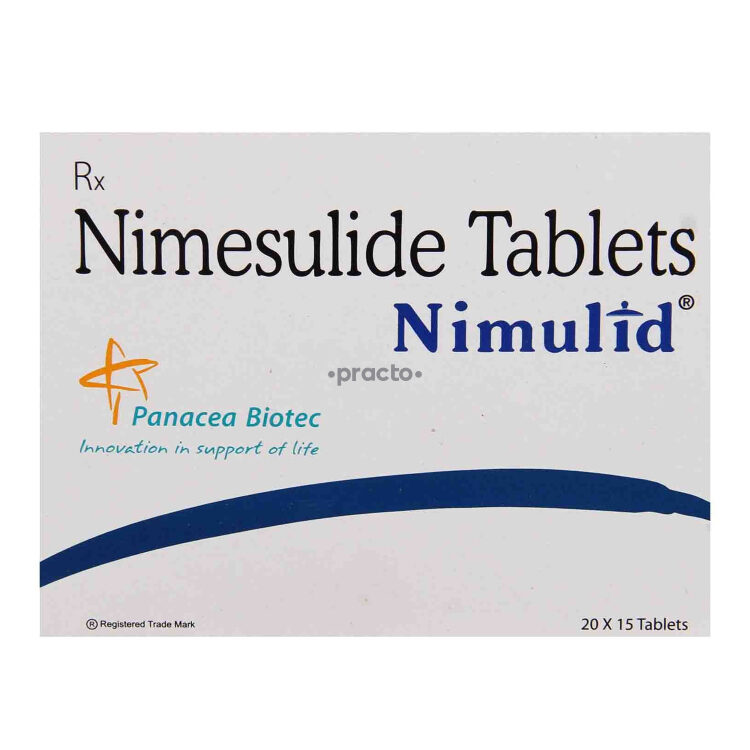 Rx
Nimesulide Tablets
Nimulid®
•practo•
Panacea Biotec
Innovation in support of life
® Registered Trade Mark
20 X 15 Tablets